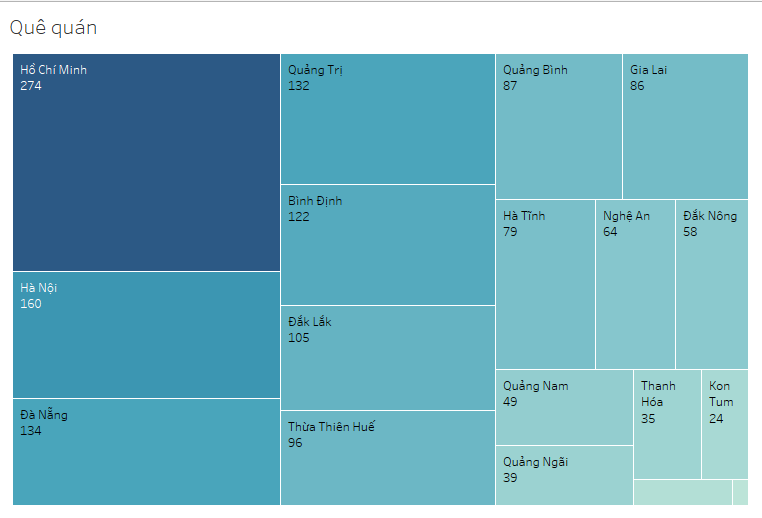 Quê quán
Hồ Chí Minh
274
Hà Nội
160
Đà Nẵng
134
Quảng Trị
132
Bình Định
122
Đắk Lắk
105
Thừa Thiên Huế
96
Quảng Bình
87
Gia Lai
86
Hà Tĩnh
79
Nghệ An
64
Đắk Nông
58
Quảng Nam
49
Quảng Ngãi
39
Thanh
Hóa
35
Kon
Tum
24